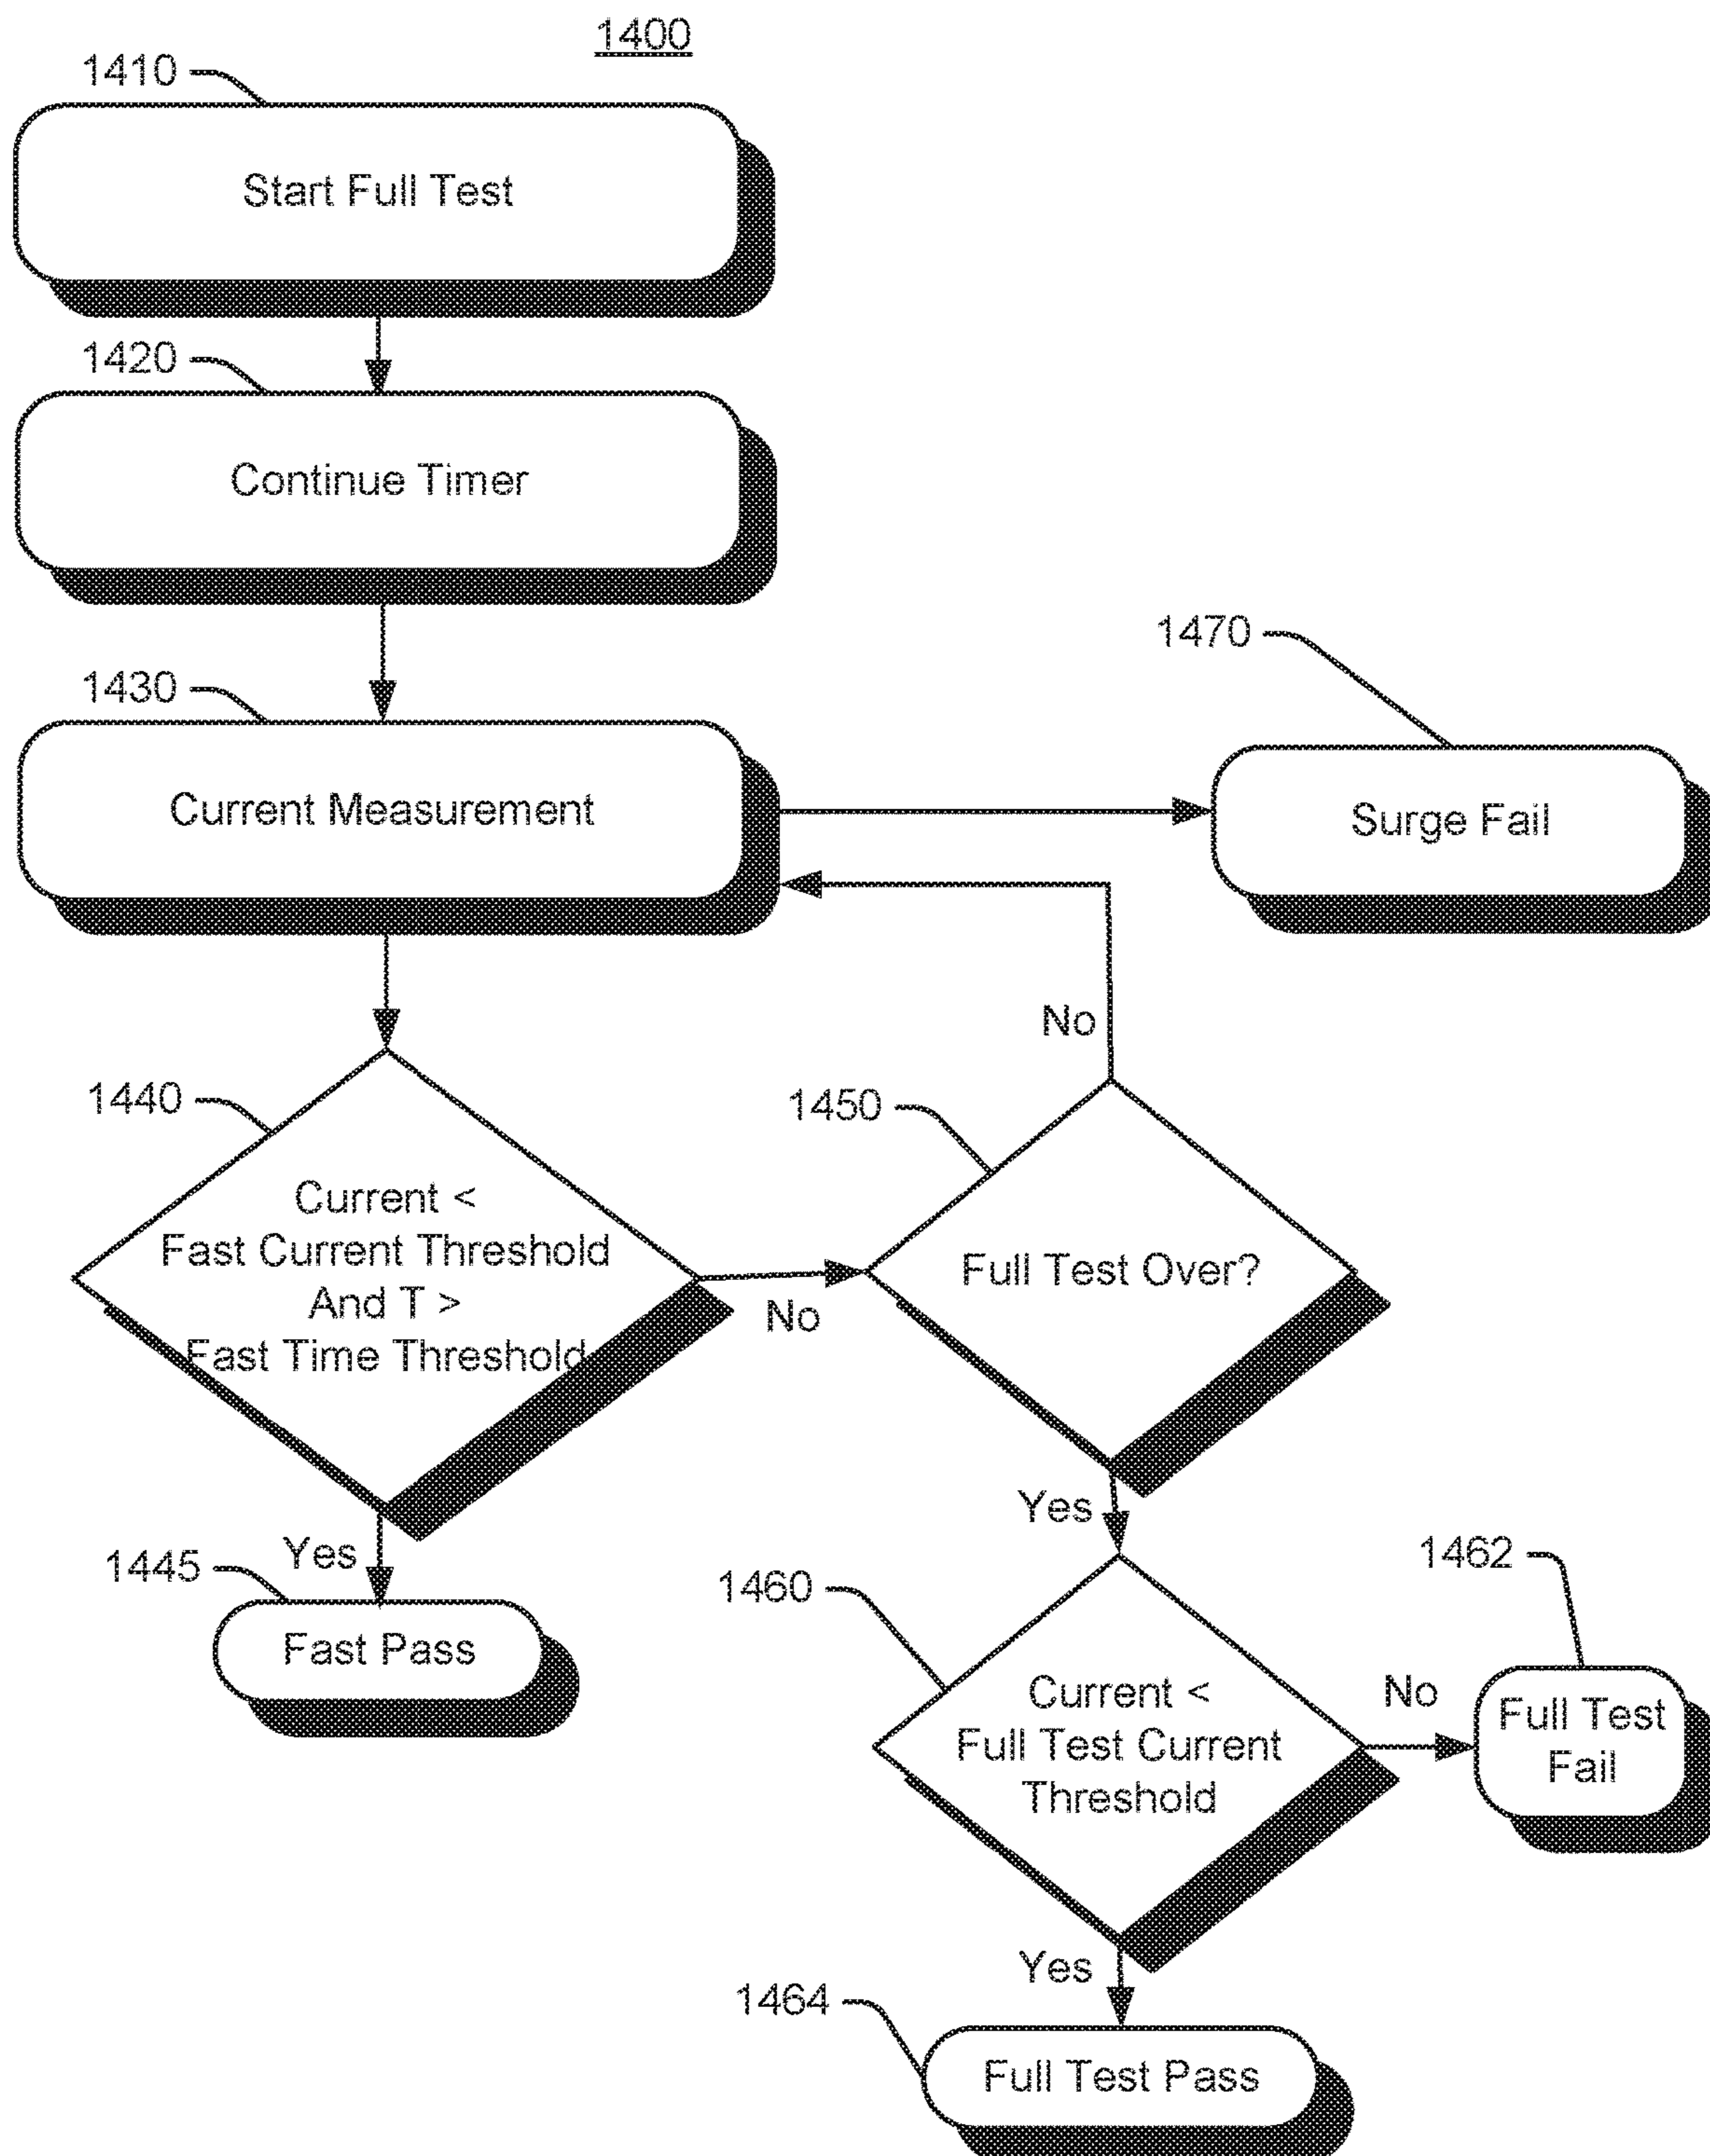 1400
1410
Start Full Test
1420
Continue Timer
1430
Current Measurement
1470
Surge Fail
No
1440
Current <
Fast Current Threshold
And T >
Fast Time Threshold
No
1450
Full Test Over?
Yes
1445
Fast Pass
Yes
1460
Current <
Full Test Current
Threshold
No
1462
Full Test
Fail
Yes
1464
Full Test Pass